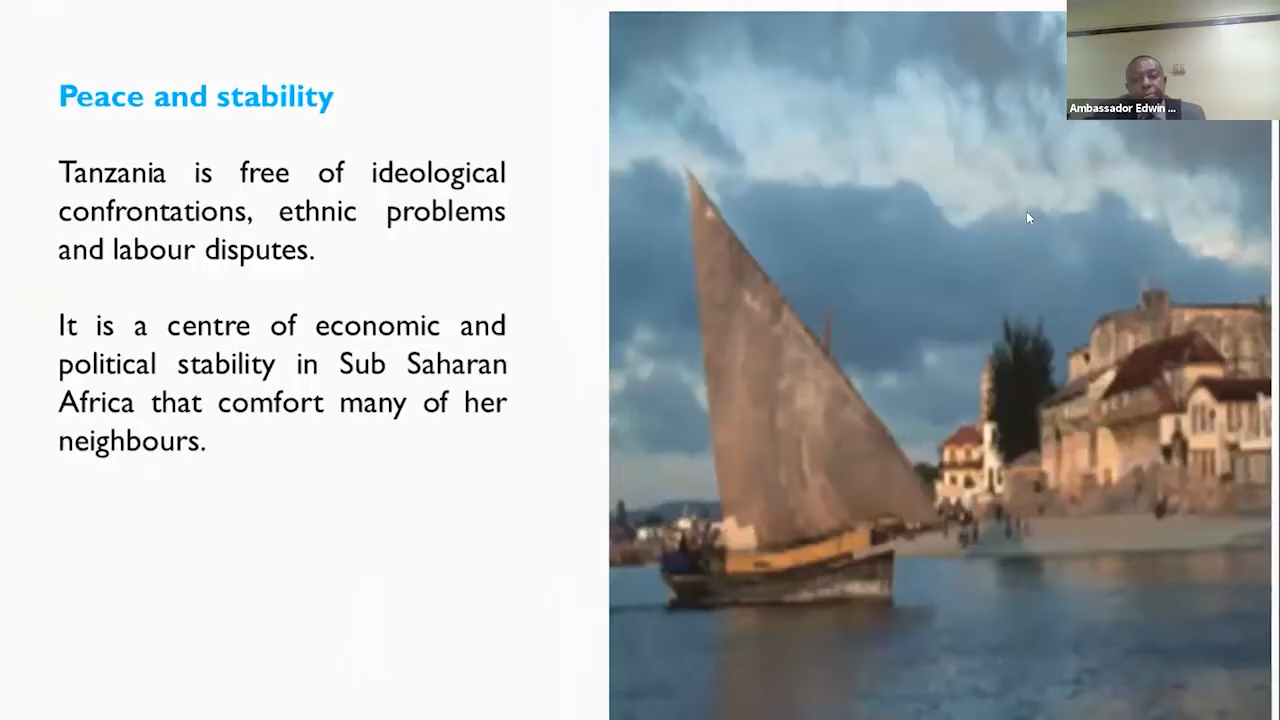 Peace and stability
Tanzania is free of ideological
confrontations, ethnic problems
and labour disputes.
It is a centre of economic and
political stability in Sub Saharan
Africa that comfort many of her
neighbours.
Ambassador Edwin ...